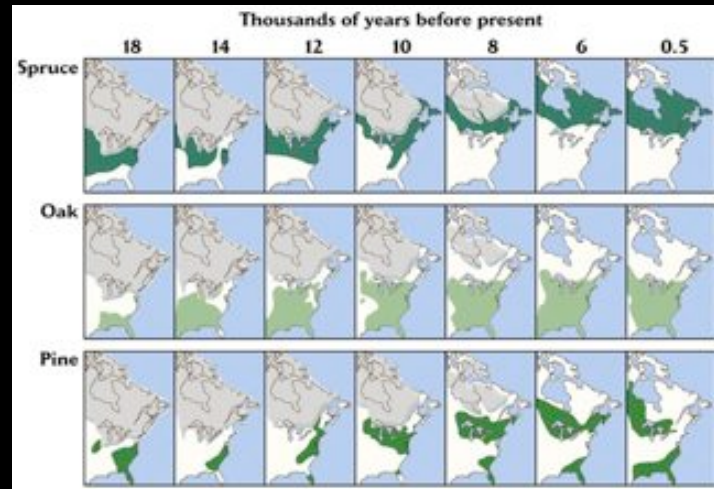 Thousands of years before present
18 14 12 10 8 6 0.5
Spruce
Oak
Pine